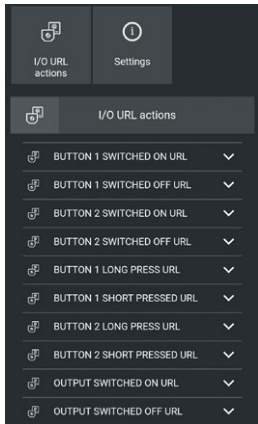 I/O URL
actions
Settings
I/O URL actions
BUTTON 1 SWITCHED ON URL
BUTTON 1 SWITCHED OFF URL
BUTTON 2 SWITCHED ON URL
BUTTON 2 SWITCHED OFF URL
BUTTON 1 LONG PRESS URL
BUTTON 1 SHORT PRESSED URL
BUTTON 2 LONG PRESS URL
BUTTON 2 SHORT PRESSED URL
OUTPUT SWITCHED ON URL
OUTPUT SWITCHED OFF URL